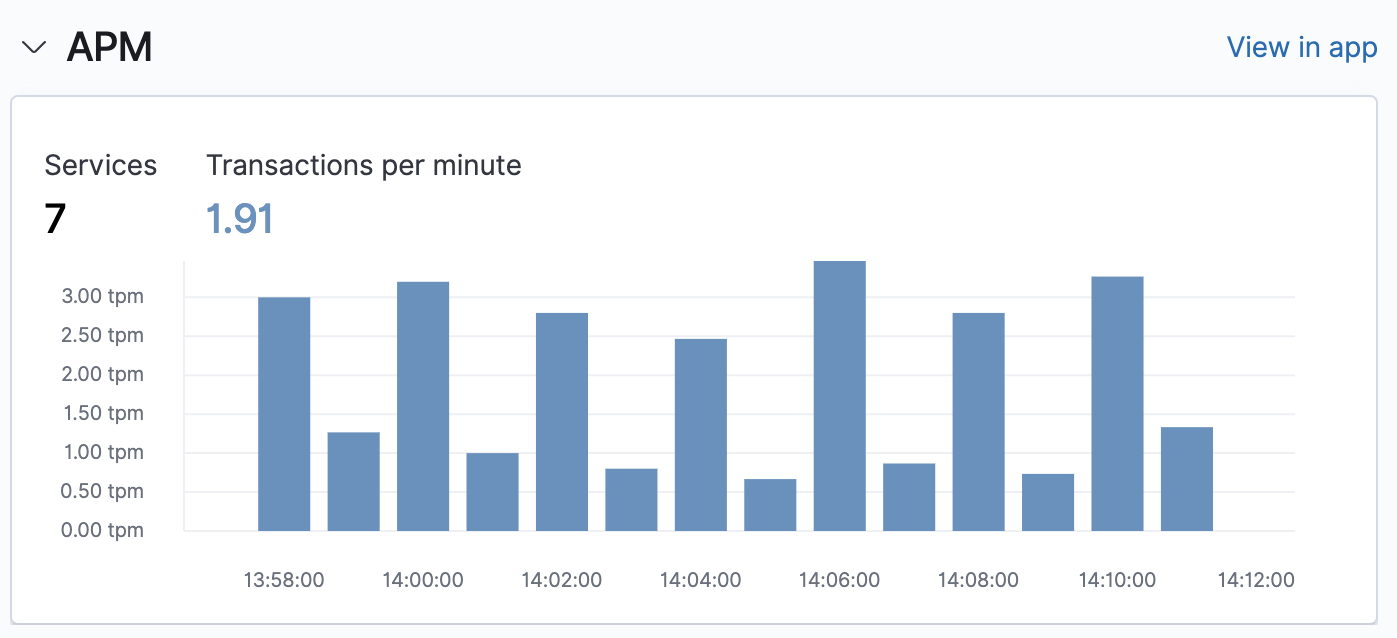 APM
View in app
Services
Transactions per minute
7
1.91
3.00 tpm
2.50 tpm
2.00 tpm
1.50 tpm
1.00 tpm
0.50 tpm
0.00 tpm
13:58:00 14:00:00 14:02:00 14:04:00 14:06:00 14:08:00 14:10:00 14:12:00